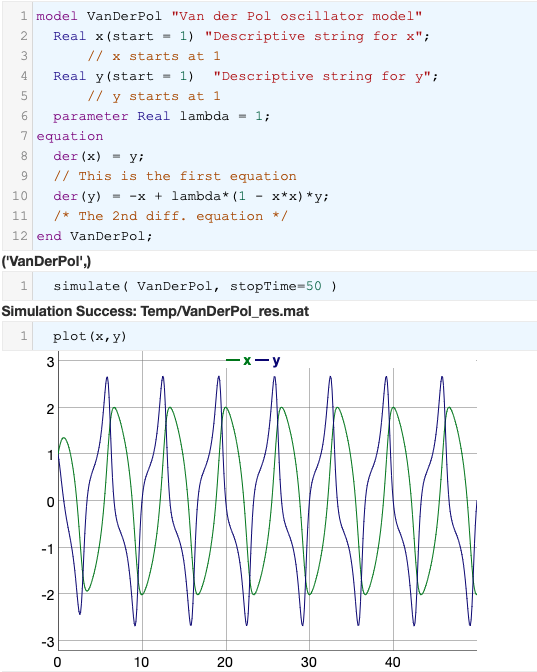 1 model VanDerPol "Van der Pol oscillator model"
2 Real x(start = 1) "Descriptive string for x";
3 // x starts at 1
4 Real y(start = 1)  "Descriptive string for y";
5 // y starts at 1
6 parameter Real lambda = 1;
7 equation
8 der(x) = y;
9 // This is the first equation
10 der(y) = -x + lambda*(1 - x*x)*y;
11 /* The 2nd diff. equation */
12 end VanDerPol;
('VanDerPol',)
1 simulate( VanDerPol, stopTime=50 )
Simulation Success: Temp/VanDerPol_res.mat
1 plot(x,y)
x y
3
2
1
0
-1
-2
-3
0 10 20 30 40